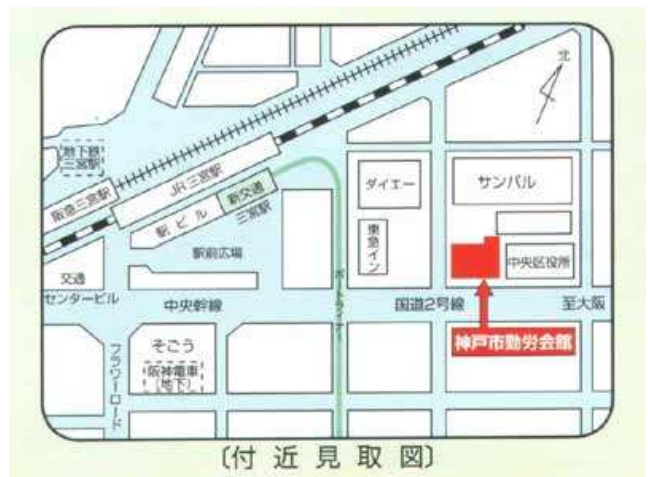 北
地下鉄
三宮駅
阪急三宮駅
JR三宮駅
新交通
三宮駅
駅ビル
駅前広場
ダイエー
サンパル
東急イン
中央区役所
交通
センタービル
中央幹線
ポートライナー
国道2号線
至大阪
神戸市勤労会館
そごう
阪神電車
(地下)
フラワーロード
〔付近見取図〕